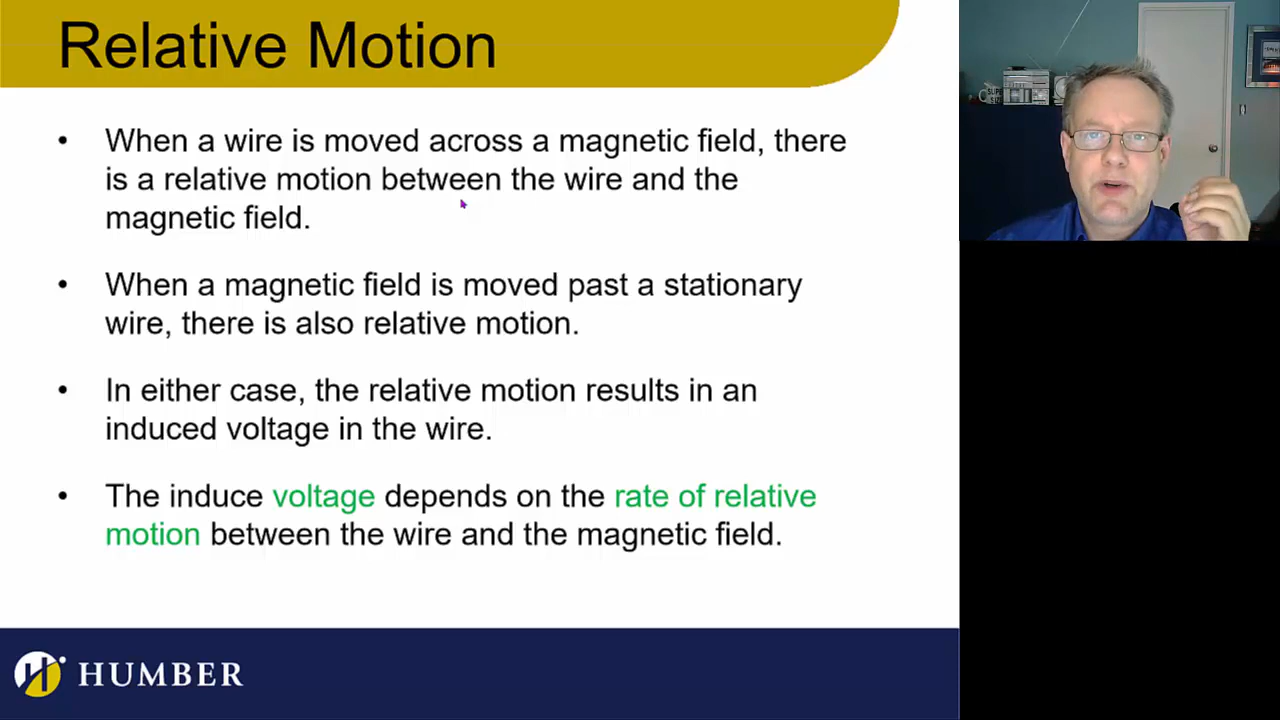 Relative Motion
• When a wire is moved across a magnetic field, there
is a relative motion between the wire and the
magnetic field.
• When a magnetic field is moved past a stationary
wire, there is also relative motion.
• In either case, the relative motion results in an
induced voltage in the wire.
• The induce voltage depends on the rate of relative
motion between the wire and the magnetic field.
HUMBER